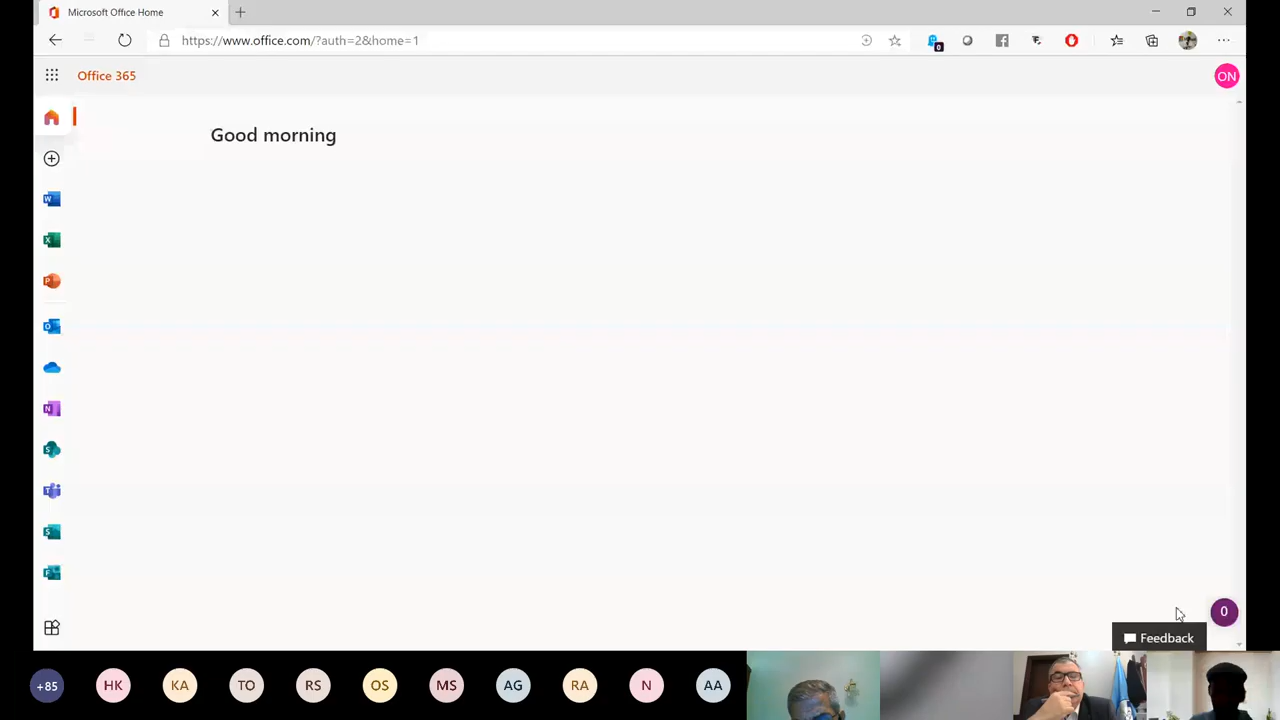 Microsoft Office Home
https://www.office.com/?auth=2&home=1
0
Office 365
ON
Good morning
W
X
P
O
N
S
T
S
F
0
Feedback
+85
HK
KA
TO
RS
OS
MS
AG
RA
N
AA